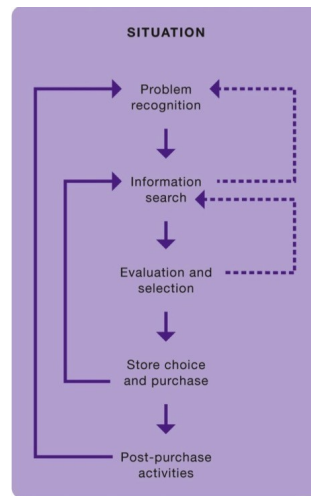 SITUATION
Problem
recognition
Information
search
Evaluation and
selection
Store choice
and purchase
Post-purchase
activities